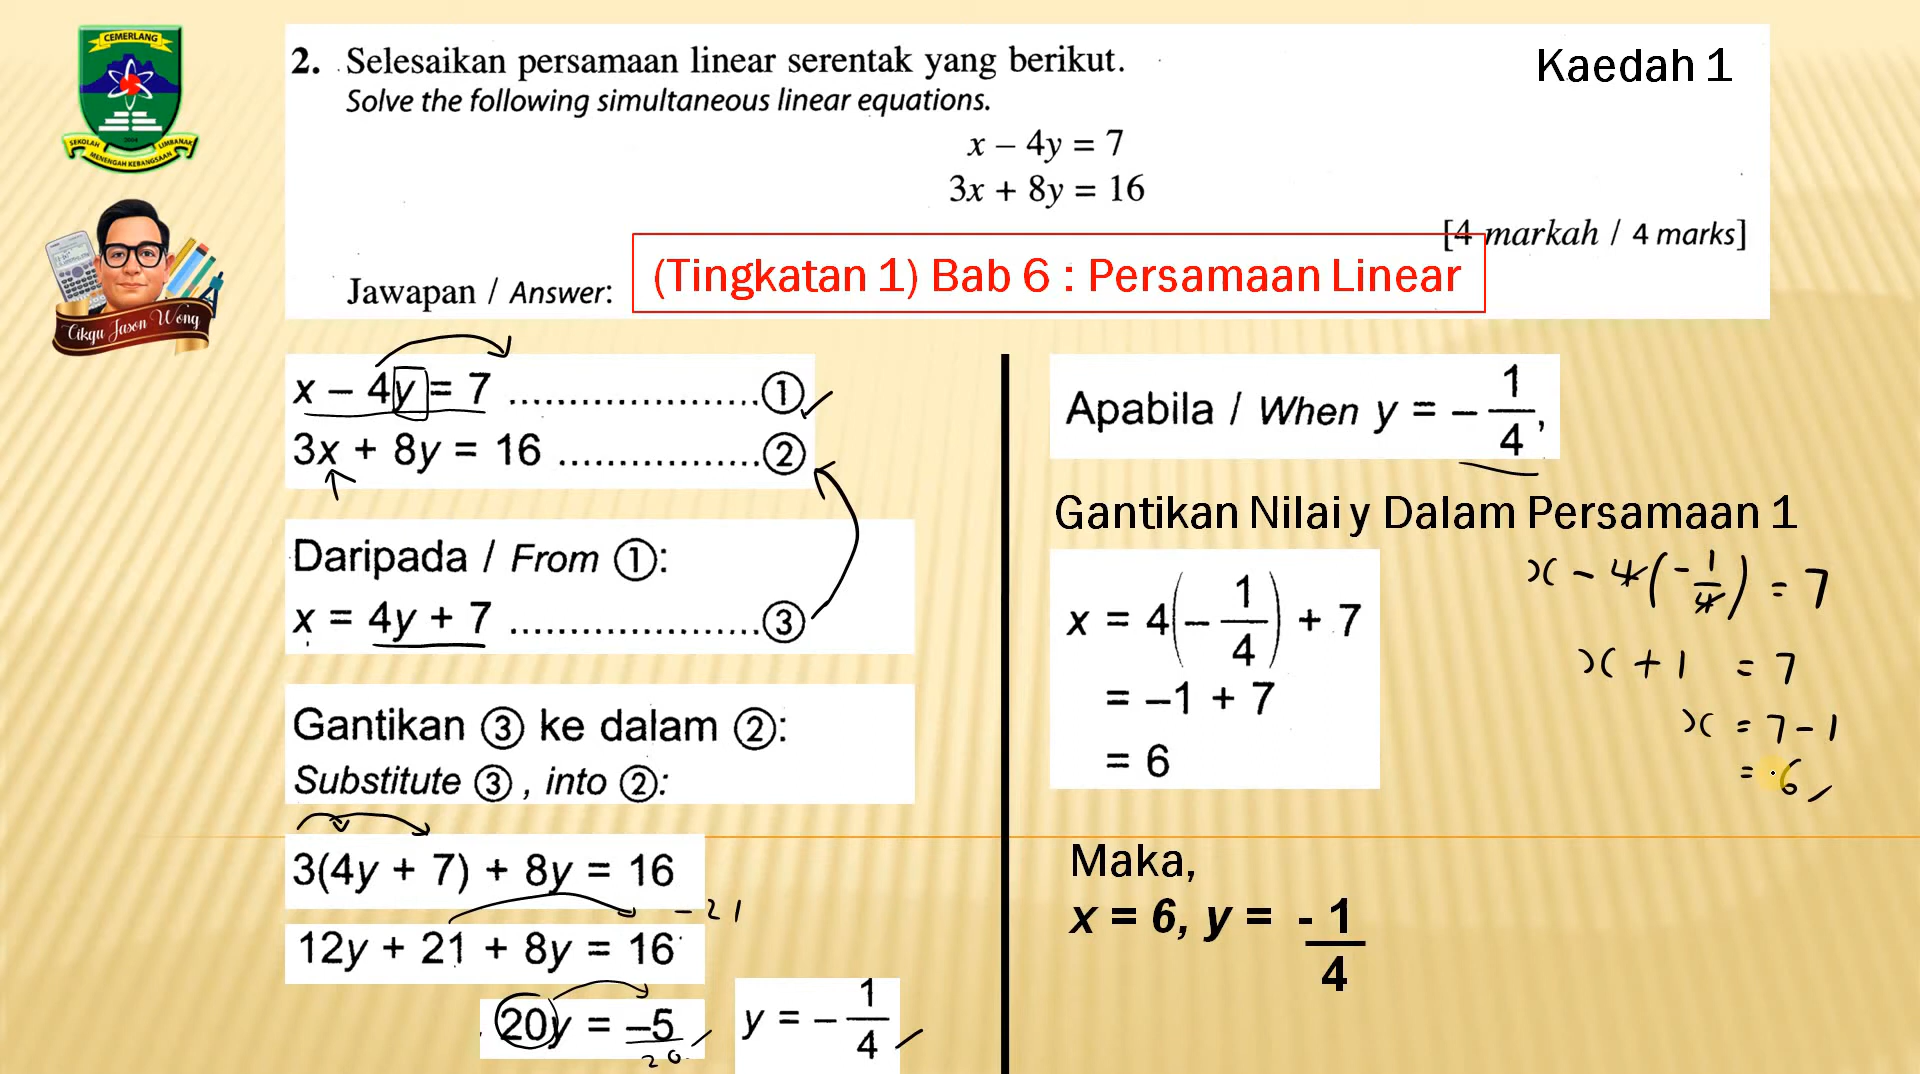 CEMERLANG
SEKOLAH MENENGAH KEBANGSAAN LIMBANAK
2004
Cikgu Jason Wong
2. Selesaikan persamaan linear serentak yang berikut.
Solve the following simultaneous linear equations.
Kaedah 1
x – 4y = 7
3x + 8y = 16
[4 markah / 4 marks]
Jawapan / Answer:
(Tingkatan 1) Bab 6 : Persamaan Linear
x – 4y = 7 ..................... ①
3x + 8y = 16 ................. ②
Daripada / From ①:
x = 4y + 7 ..................... ③
Gantikan ③ ke dalam ②:
Substitute ③ , into ②:
3(4y + 7) + 8y = 16
- 21
12y + 21 + 8y = 16
20y = –5
20
y = – 1/4
Apabila / When y = – 1/4,
Gantikan Nilai y Dalam Persamaan 1
x = 4(– 1/4) + 7
= –1 + 7
= 6
x - 4(- 1/4) = 7
x + 1 = 7
x = 7 - 1
= 6
Maka,
x = 6, y = - 1/4